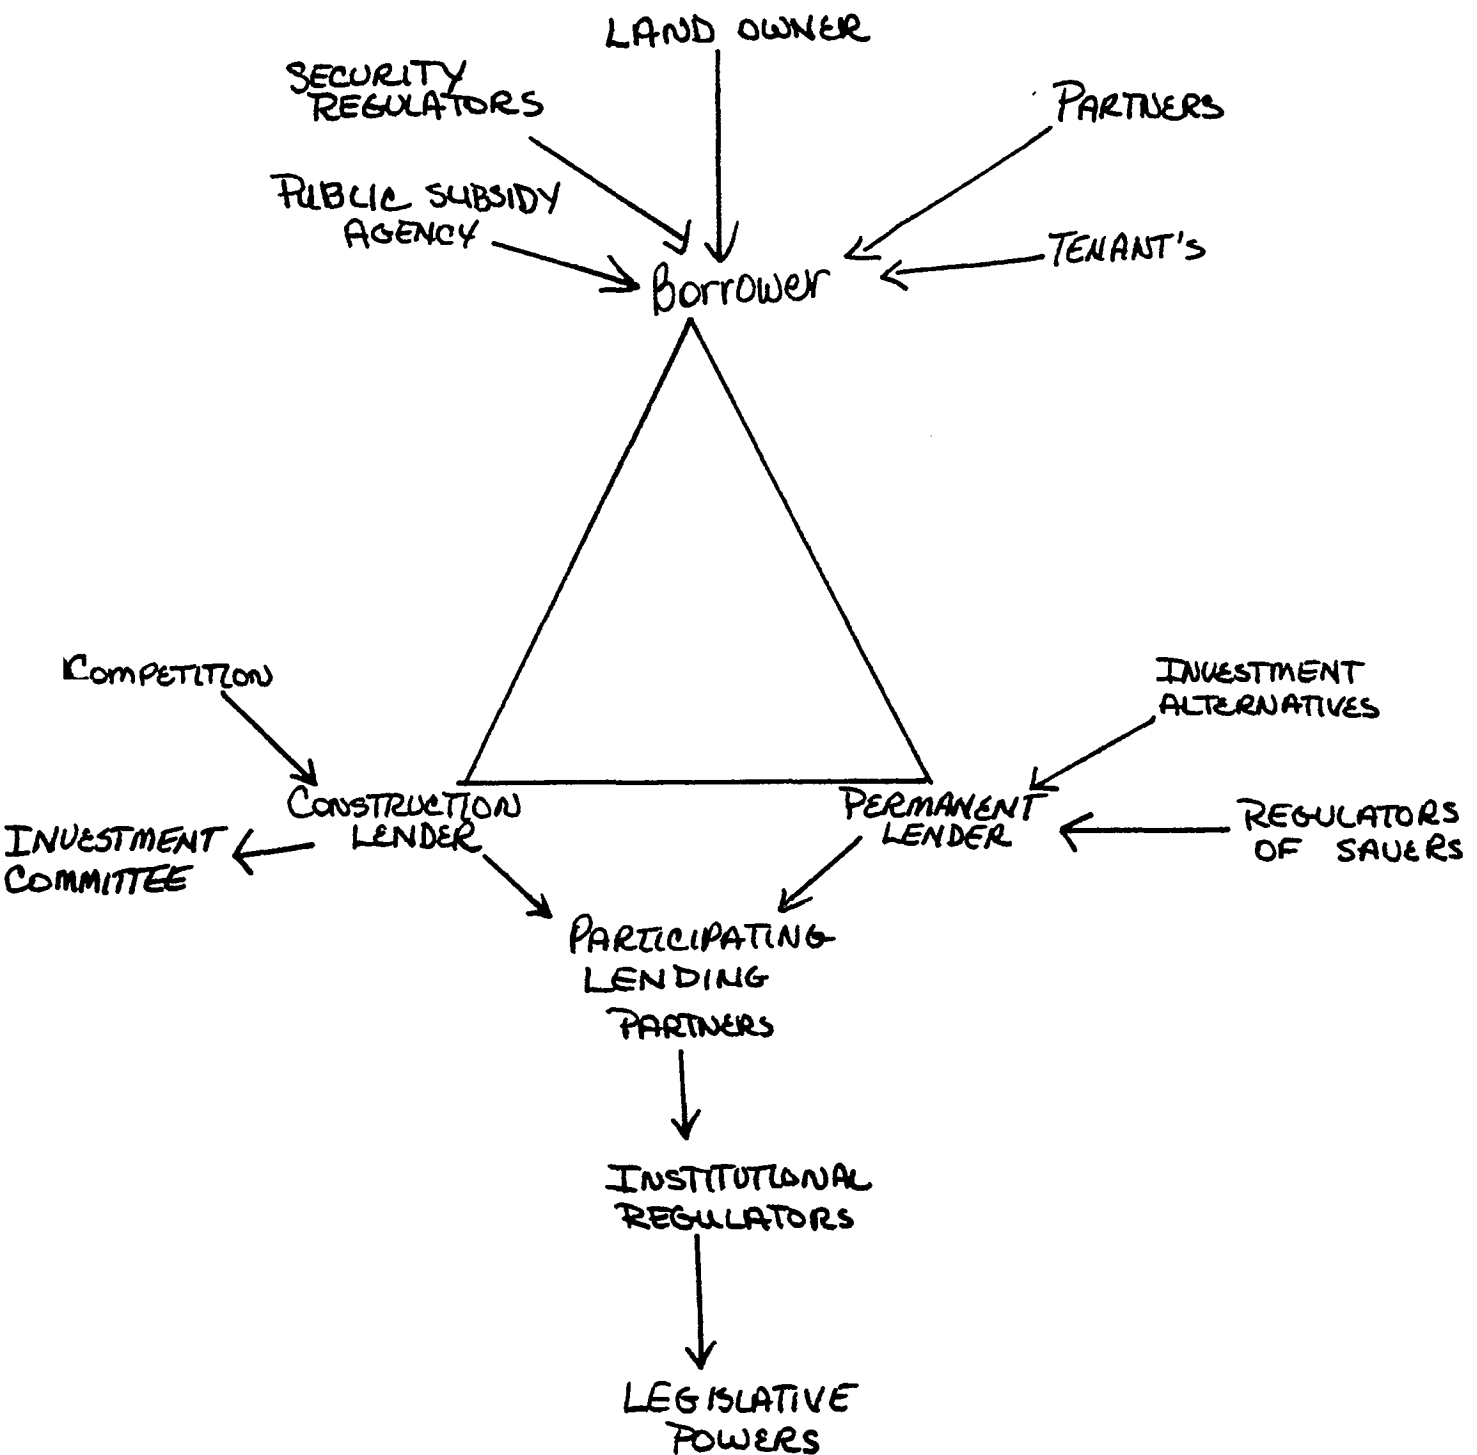 LAND OWNER
SECURITY
REGULATORS
PARTNERS
PUBLIC SUBSIDY
AGENCY
TENANT'S
Borrower
COMPETITION
INVESTMENT
ALTERNATIVES
CONSTRUCTION
LENDER
PERMANENT
LENDER
REGULATORS
OF SAVERS
INVESTMENT
COMMITTEE
PARTICIPATING
LENDING
PARTNERS
INSTITUTIONAL
REGULATORS
LEGISLATIVE
POWERS